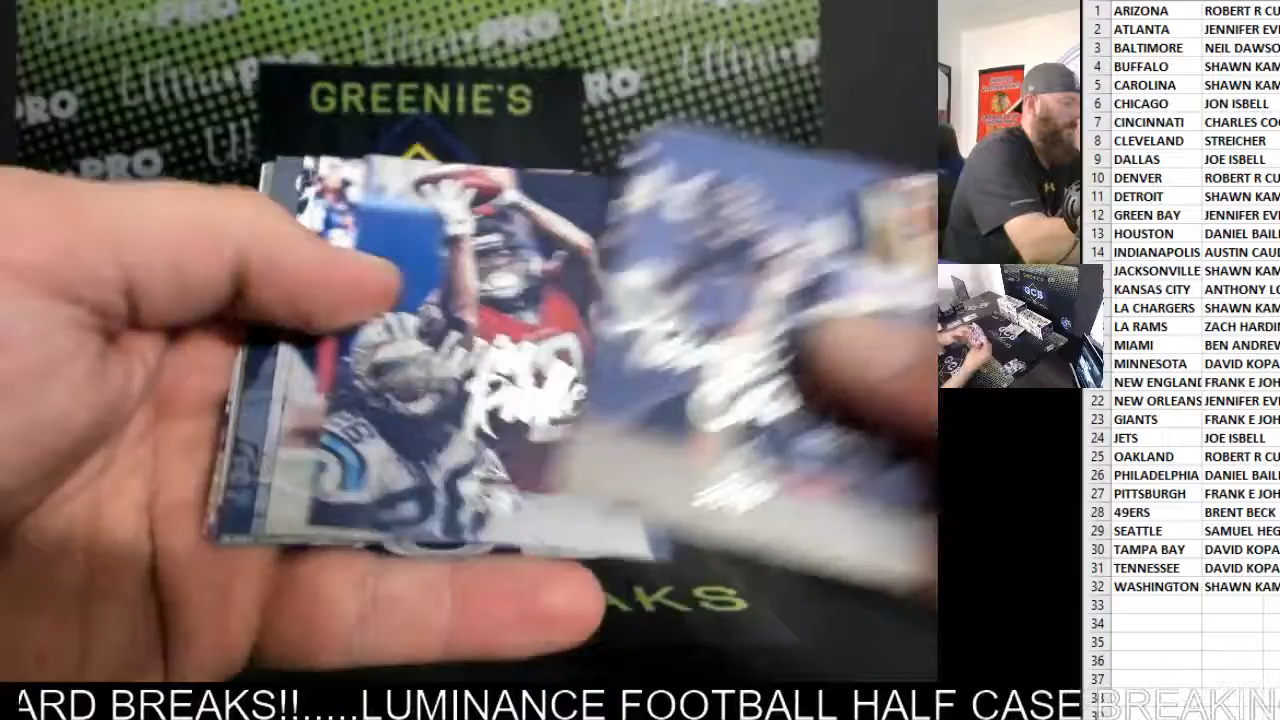 GREENIE'S
AKS
PRO
RO
PRO
1 ARIZONA ROBERT R CU
2 ATLANTA JENNIFER EV
3 BALTIMORE NEIL DAWSO
4 BUFFALO SHAWN KAM
5 CAROLINA SHAWN KAM
6 CHICAGO JON ISBELL
7 CINCINNATI CHARLES COO
8 CLEVELAND STREICHER
9 DALLAS JOE ISBELL
10 DENVER ROBERT R CU
11 DETROIT SHAWN KAM
12 GREEN BAY JENNIFER EV
13 HOUSTON DANIEL BAIL
14 INDIANAPOLIS AUSTIN CAU
JACKSONVILLE SHAWN KAM
KANSAS CITY ANTHONY LO
LA CHARGERS SHAWN KAM
LA RAMS ZACH HARDI
MIAMI BEN ANDREW
MINNESOTA DAVID KOPA
NEW ENGLAND FRANK E JOH
22 NEW ORLEANS JENNIFER EV
23 GIANTS FRANK E JOH
24 JETS JOE ISBELL
25 OAKLAND ROBERT R CU
26 PHILADELPHIA DANIEL BAIL
27 PITTSBURGH FRANK E JOH
28 49ERS BRENT BECK
29 SEATTLE SAMUEL HEG
30 TAMPA BAY DAVID KOPA
31 TENNESSEE DAVID KOPA
32 WASHINGTON SHAWN KAM
33
34
35
36
37
38
ARD BREAKS!!.....LUMINANCE FOOTBALL HALF CASE BREAKIN